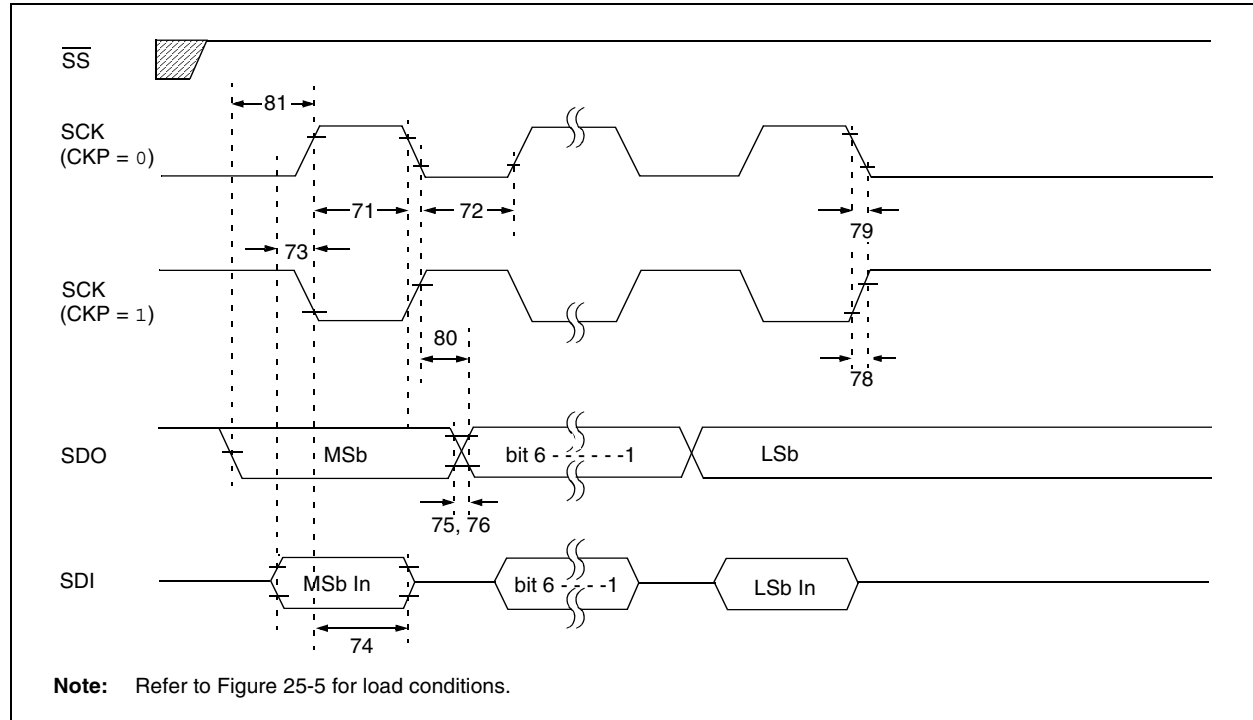 SS
81
SCK
(CKP = 0)
71
72
79
73
SCK
(CKP = 1)
80
78
SDO
MSb
bit 6 - - - - - - -1
LSb
75, 76
SDI
MSb In
bit 6 - - - - -1
LSb In
74
Note: Refer to Figure 25-5 for load conditions.